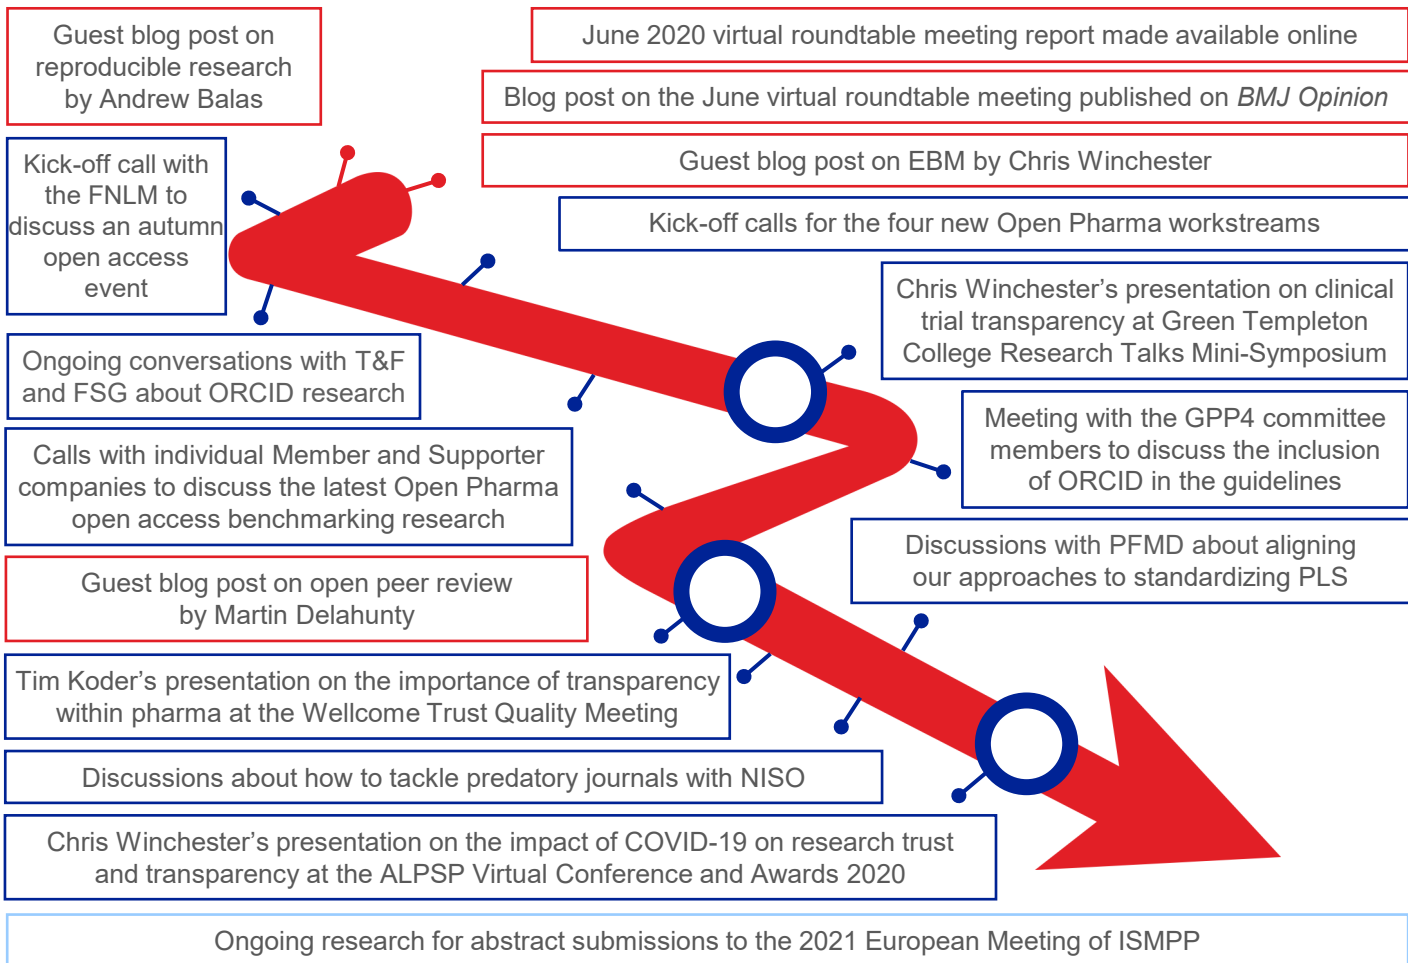 Guest blog post on
reproducible research
by Andrew Balas
June 2020 virtual roundtable meeting report made available online
Blog post on the June virtual roundtable meeting published on BMJ Opinion
Guest blog post on EBM by Chris Winchester
Kick-off call with
the FNLM to
discuss an autumn
open access
event
Kick-off calls for the four new Open Pharma workstreams
Chris Winchester’s presentation on clinical
trial transparency at Green Templeton
College Research Talks Mini-Symposium
Ongoing conversations with T&F
and FSG about ORCID research
Meeting with the GPP4 committee
members to discuss the inclusion
of ORCID in the guidelines
Calls with individual Member and Supporter
companies to discuss the latest Open Pharma
open access benchmarking research
Discussions with PFMD about aligning
our approaches to standardizing PLS
Guest blog post on open peer review
by Martin Delahunty
Tim Koder’s presentation on the importance of transparency
within pharma at the Wellcome Trust Quality Meeting
Discussions about how to tackle predatory journals with NISO
Chris Winchester’s presentation on the impact of COVID-19 on research trust
and transparency at the ALPSP Virtual Conference and Awards 2020
Ongoing research for abstract submissions to the 2021 European Meeting of ISMPP